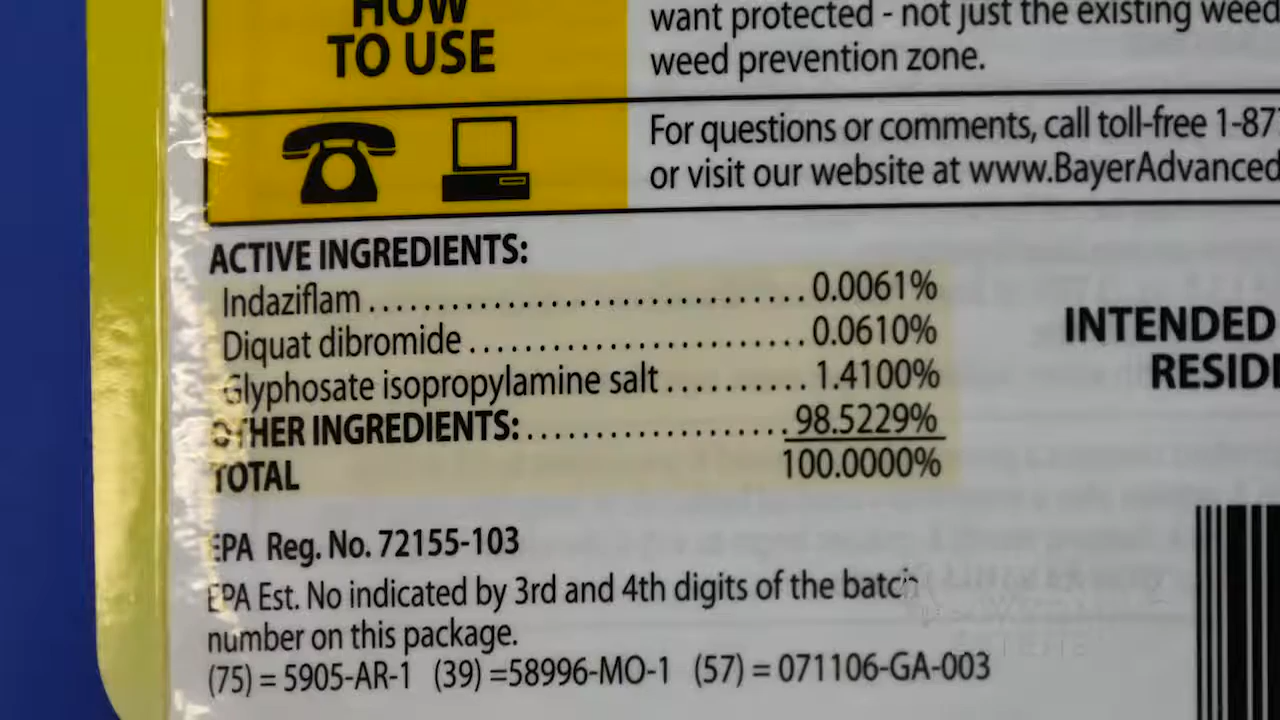 HOW
TO USE
want protected - not just the existing weed
weed prevention zone.
For questions or comments, call toll-free 1-87
or visit our website at www.BayerAdvanced
ACTIVE INGREDIENTS:
Indaziflam.............................. 0.0061%
Diquat dibromide......................... 0.0610%
Glyphosate isopropylamine salt.......... 1.4100%
OTHER INGREDIENTS:....................... 98.5229%
TOTAL 100.0000%
INTENDED
RESID
EPA Reg. No. 72155-103
EPA Est. No indicated by 3rd and 4th digits of the batch
number on this package.
(75) = 5905-AR-1 (39) =58996-MO-1 (57) = 071106-GA-003